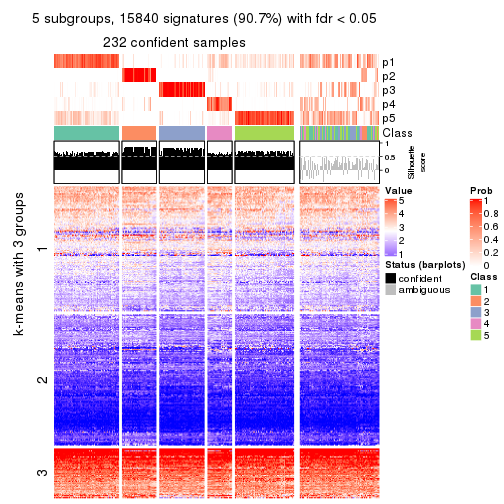 5 subgroups, 15840 signatures (90.7%) with fdr < 0.05
232 confident samples
p1
p2
p3
p4
p5
Class
1
0.5
0
Silhouette
score
k-means with 3 groups
1
2
3
Value
5
4
3
2
1
Status (barplots)
confident
ambiguous
Prob
1
0.8
0.6
0.4
0.2
0
Class
1
2
3
4
5